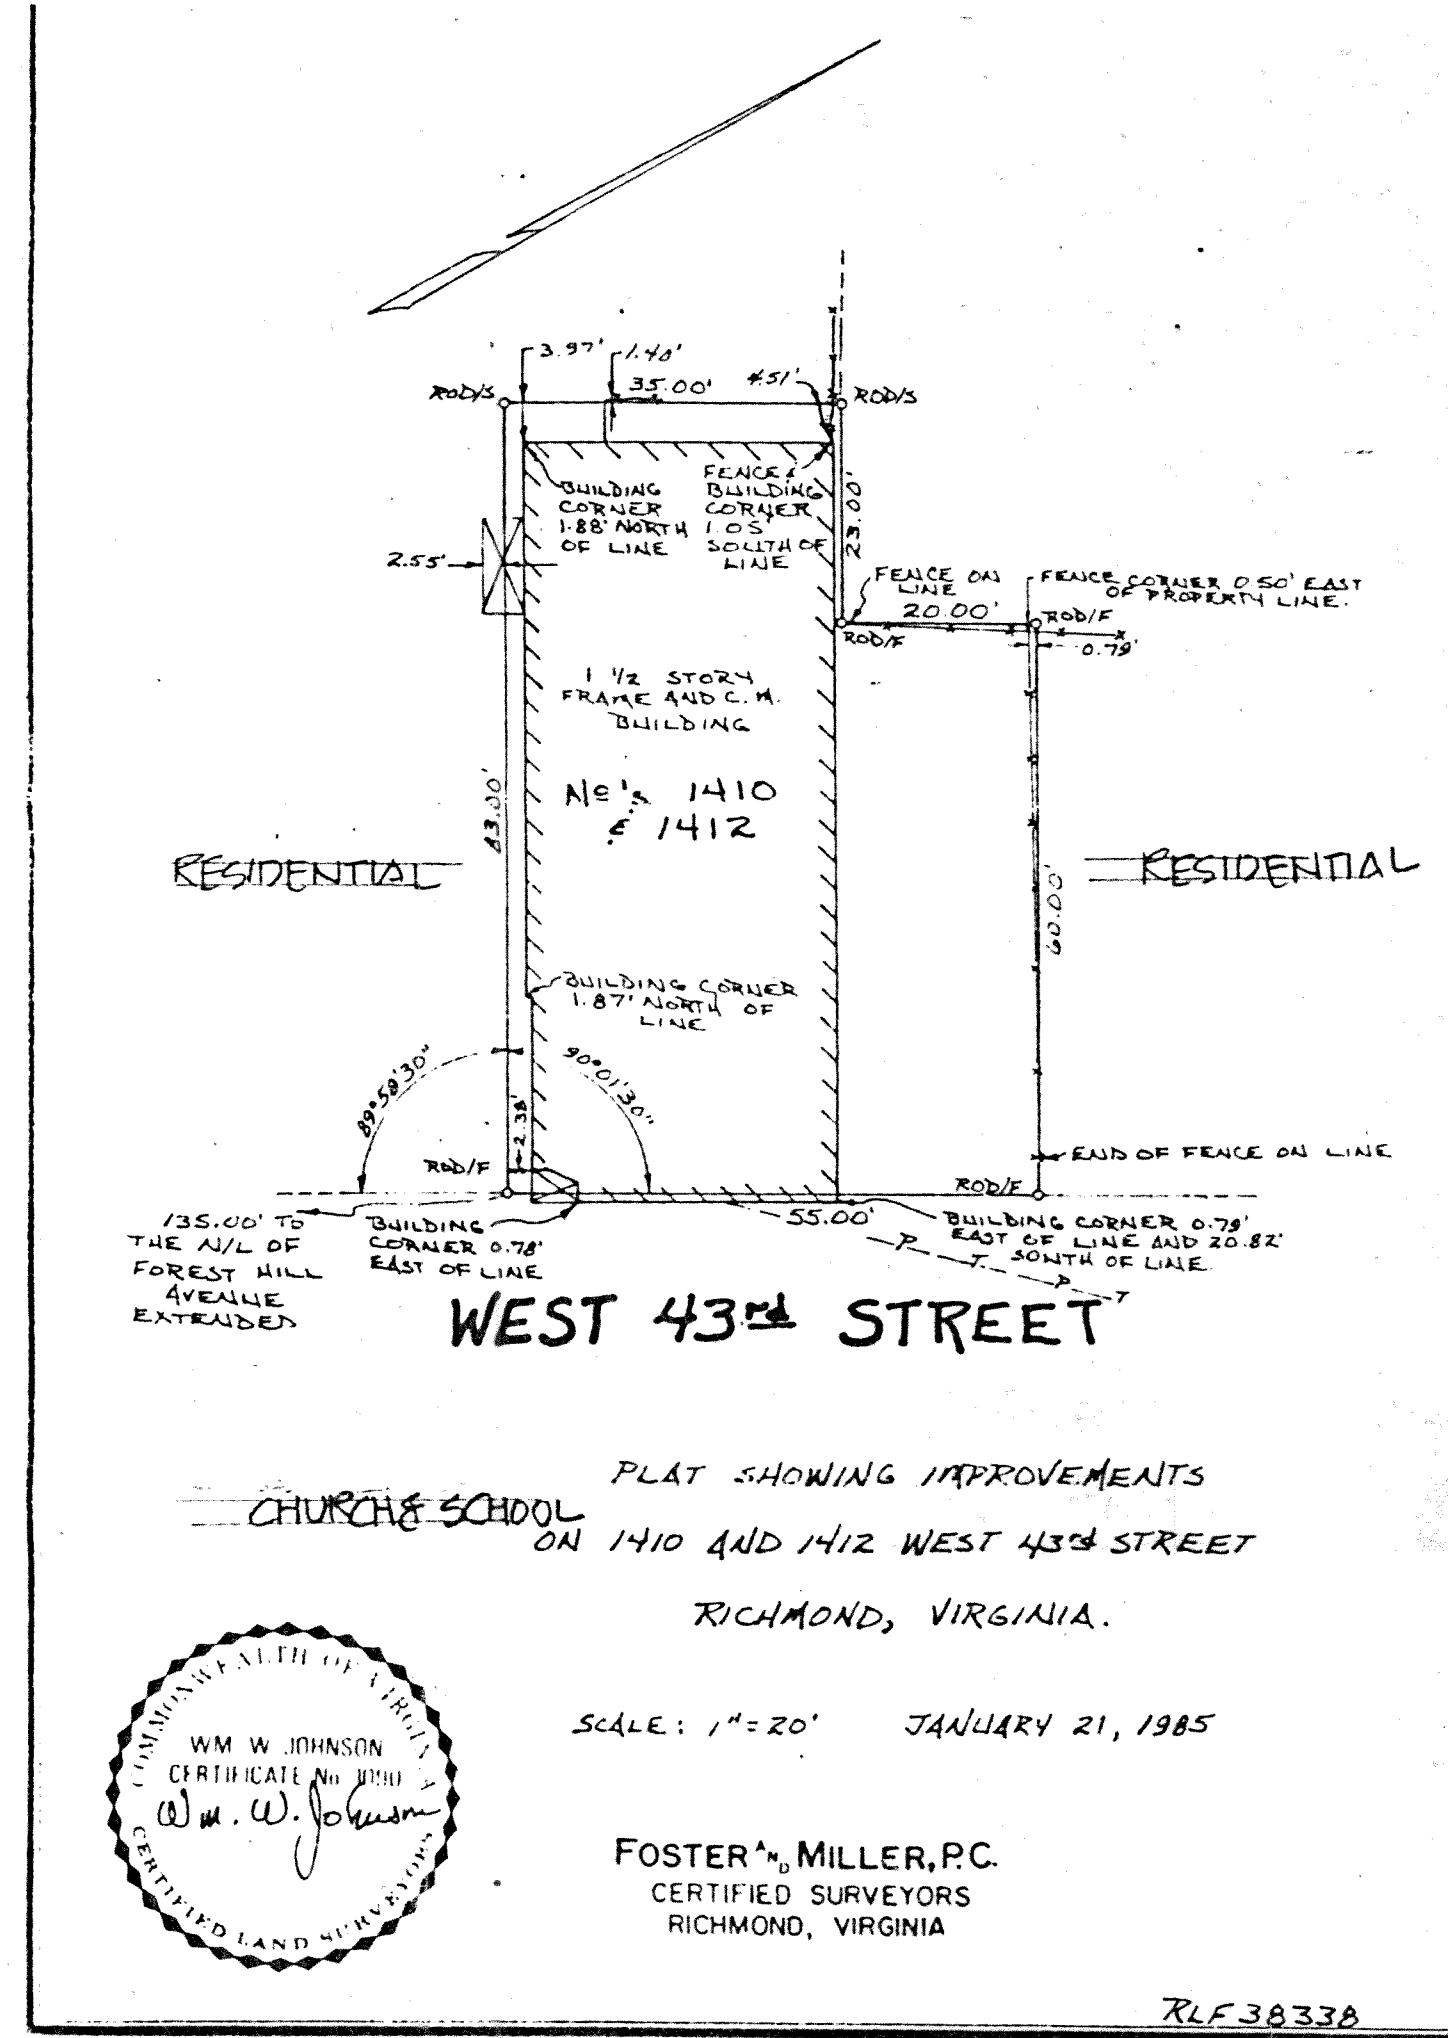 3.97'
1.40'
ROD/S
35.00'
4.51'
ROD/S
BUILDING
CORNER
1.88' NORTH
OF LINE
FENCE &
BUILDING
CORNER
1.05'
SOUTH OF
LINE
23.00'
2.55'
FENCE ON
LINE
20.00'
FENCE CORNER 0.50' EAST
OF PROPERTY LINE.
ROD/F
ROD/F
0.79'
1 1/2 STORY
FRAME AND C. M.
BUILDING
No's 1410
& 1412
83.00'
RESIDENTIAL
RESIDENTIAL
60.00'
BUILDING CORNER
1.87' NORTH OF
LINE
89°58'30"
90°01'30"
2.38'
ROD/F
END OF FENCE ON LINE
ROD/F
135.00' TO
THE N/L OF
FOREST HILL
AVENUE
EXTENDED
BUILDING
CORNER 0.78'
EAST OF LINE
55.00'
BUILDING CORNER 0.79'
EAST OF LINE AND 20.82'
SOUTH OF LINE.
P
T
P
T
WEST 43rd STREET
PLAT SHOWING IMPROVEMENTS
CHURCH & SCHOOL
ON 1410 AND 1412 WEST 43rd STREET
RICHMOND, VIRGINIA.
COMMONWEALTH OF VIRGINIA
WM W JOHNSON
CERTIFICATE No
Wm. W. Johnson
CERTIFIED LAND SURVEYORS
SCALE: 1"=20' JANUARY 21, 1985
FOSTER AND MILLER, P.C.
CERTIFIED SURVEYORS
RICHMOND, VIRGINIA
RLF38338